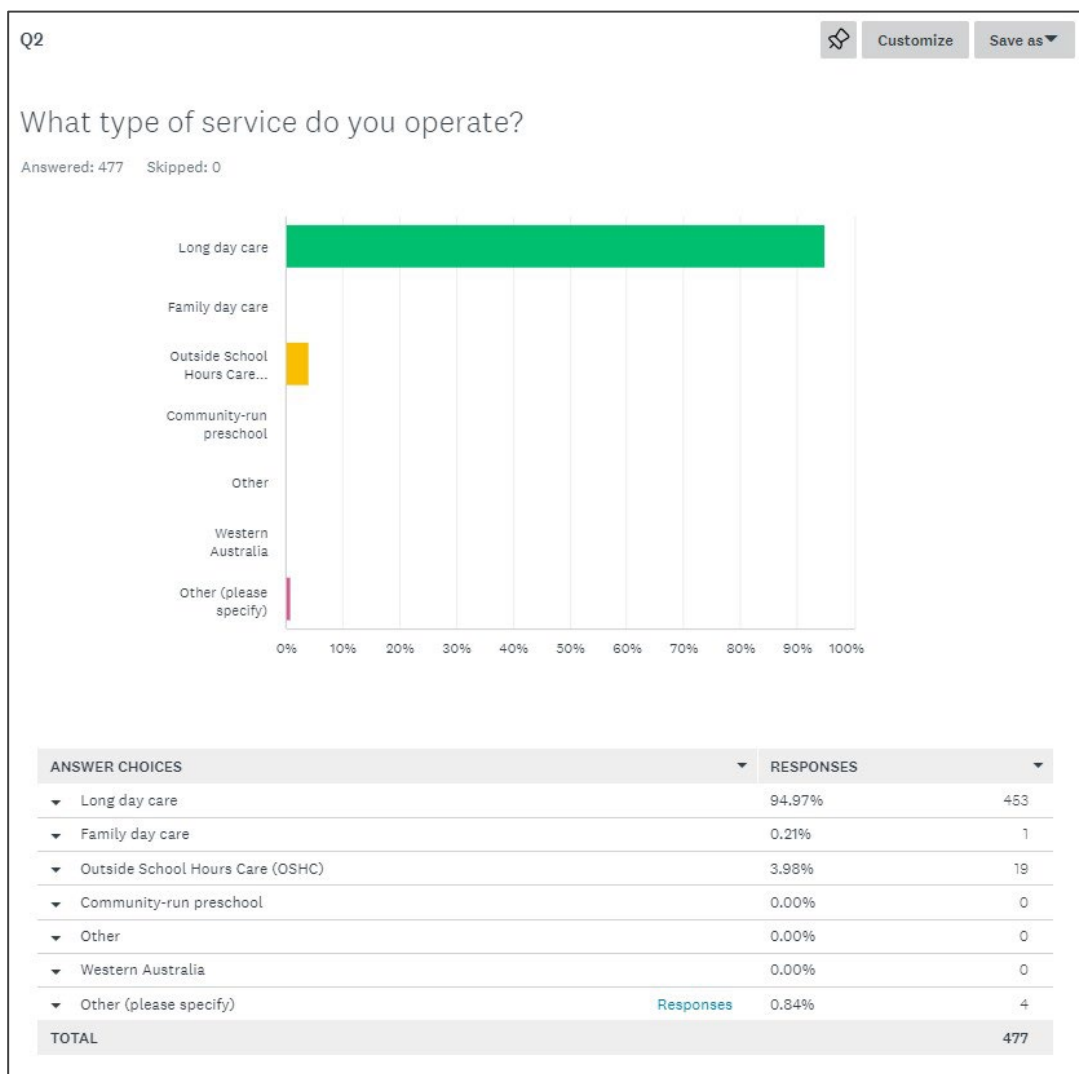 Q2
Customize
Save as
What type of service do you operate?
Answered: 477 Skipped: 0
Long day care
Family day care
Outside School
Hours Care...
Community-run
preschool
Other
Western
Australia
Other (please
specify)
0% 10% 20% 30% 40% 50% 60% 70% 80% 90% 100%
ANSWER CHOICES RESPONSES
Long day care 94.97% 453
Family day care 0.21% 1
Outside School Hours Care (OSHC) 3.98% 19
Community-run preschool 0.00% 0
Other 0.00% 0
Western Australia 0.00% 0
Other (please specify) Responses 0.84% 4
TOTAL 477